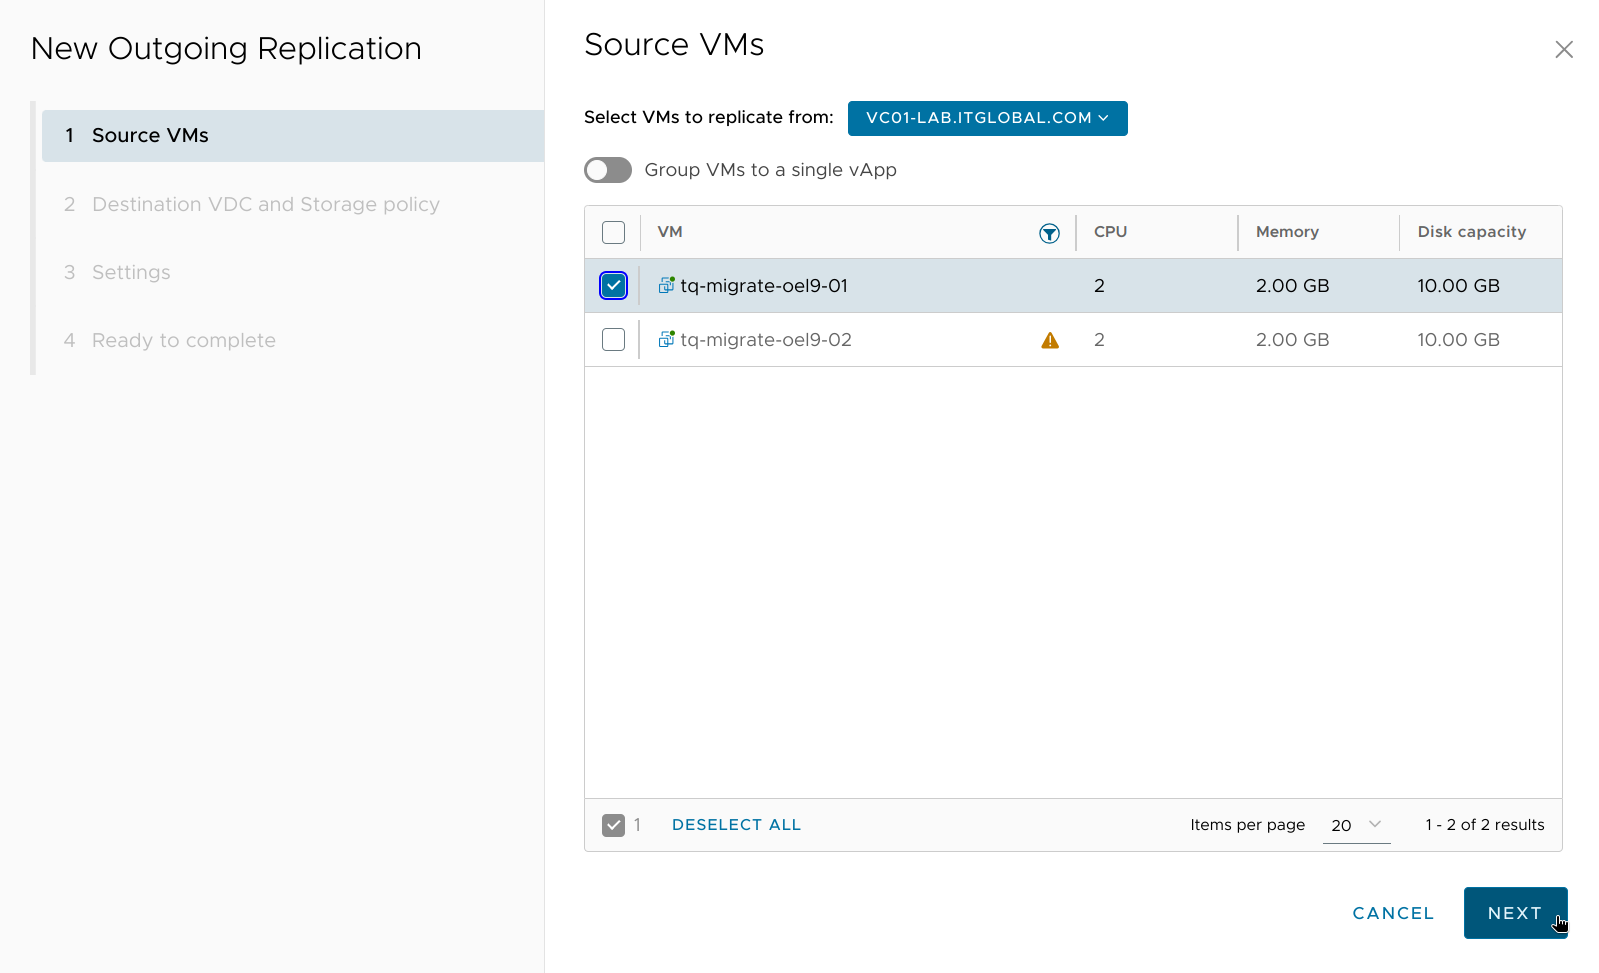 New Outgoing Replication
1 Source VMs
2 Destination VDC and Storage policy
3 Settings
4 Ready to complete
Source VMs
Select VMs to replicate from: VC01-LAB.ITGLOBAL.COM
Group VMs to a single vApp
VM CPU Memory Disk capacity
tq-migrate-oel9-01 2 2.00 GB 10.00 GB
tq-migrate-oel9-02 2 2.00 GB 10.00 GB
1 DESELECT ALL Items per page 20 1 - 2 of 2 results
CANCEL NEXT